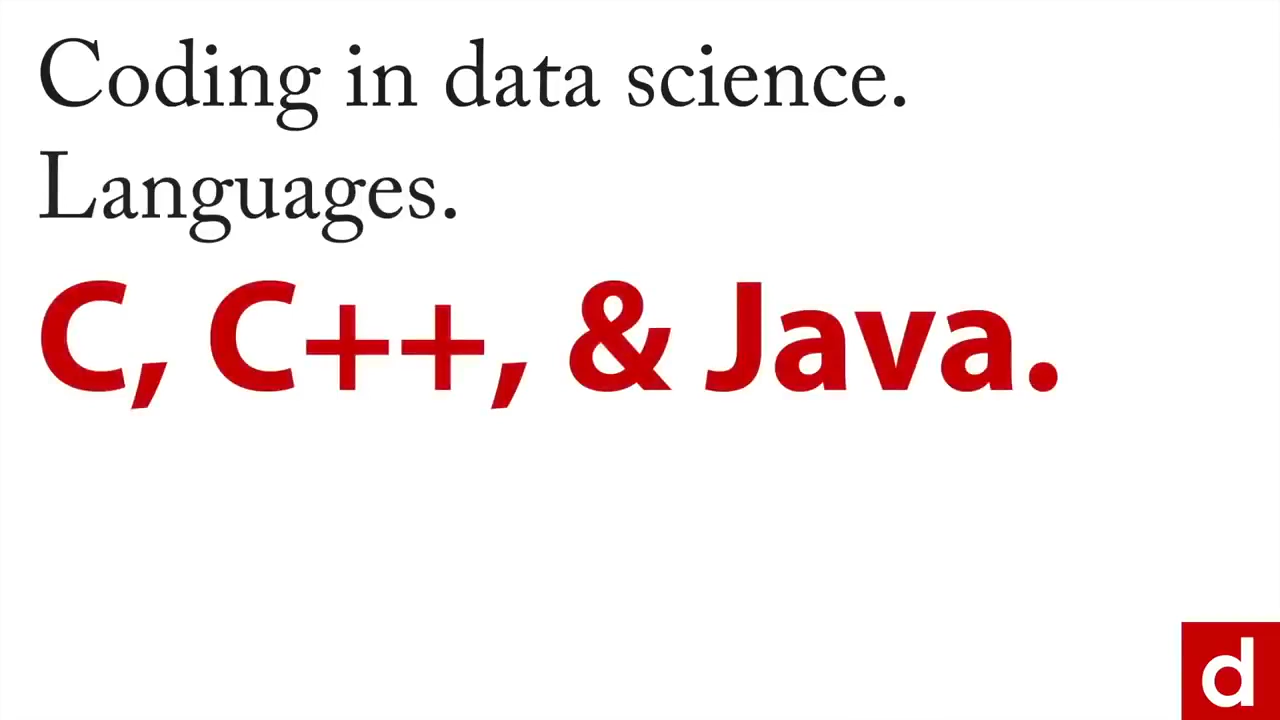 Coding in data science.
Languages.
C, C++, & Java.
d